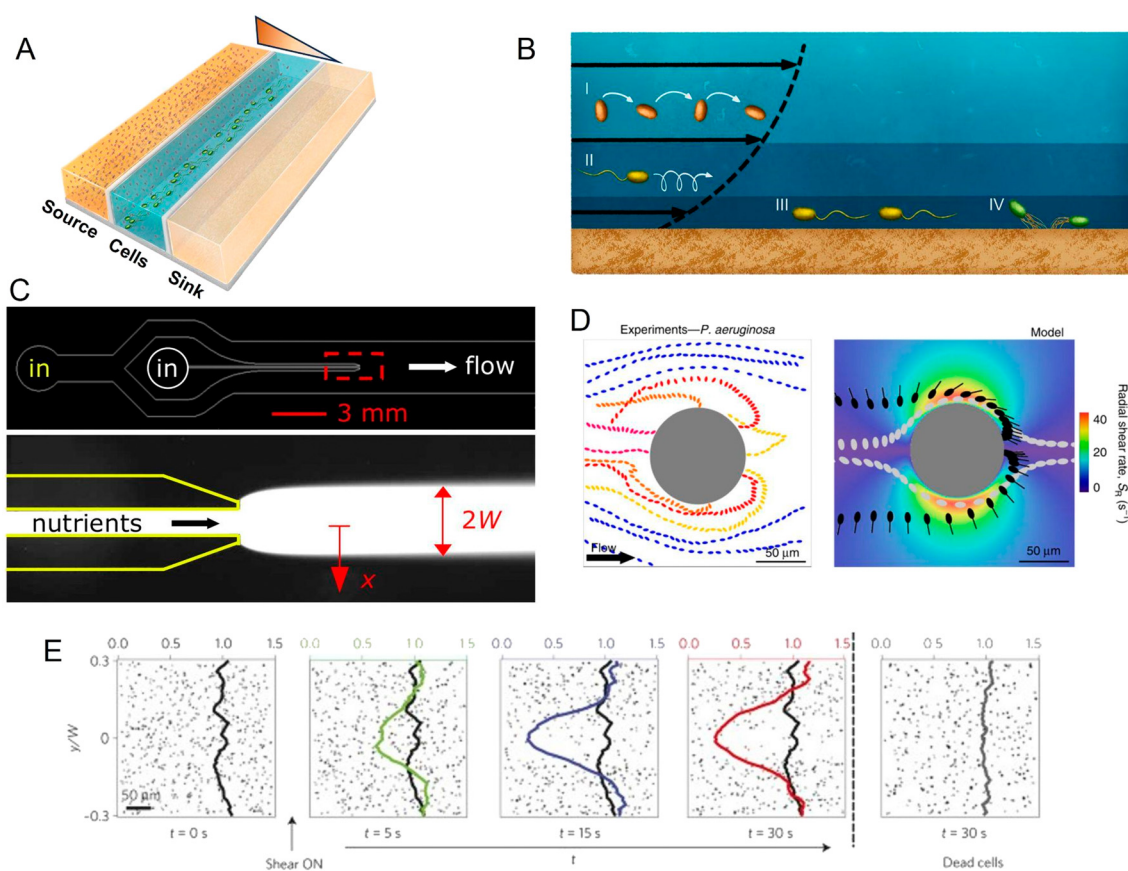 A
Source
Cells
Sink
B
I
II
III
IV
C
in
in
flow
3 mm
nutrients
2W
x
D
Experiments—P. aeruginosa
Flow
50 μm
Model
50 μm
Radial shear rate, S_R (s⁻¹)
40
20
0
E
0.0 0.5 1.0 1.5
0.0 0.5 1.0 1.5
0.0 0.5 1.0 1.5
0.0 0.5 1.0 1.5
0.0 0.5 1.0 1.5
0.3
y/W
0
-0.3
50 μm
t = 0 s
t = 5 s
t = 15 s
t = 30 s
t = 30 s
Shear ON
t
Dead cells